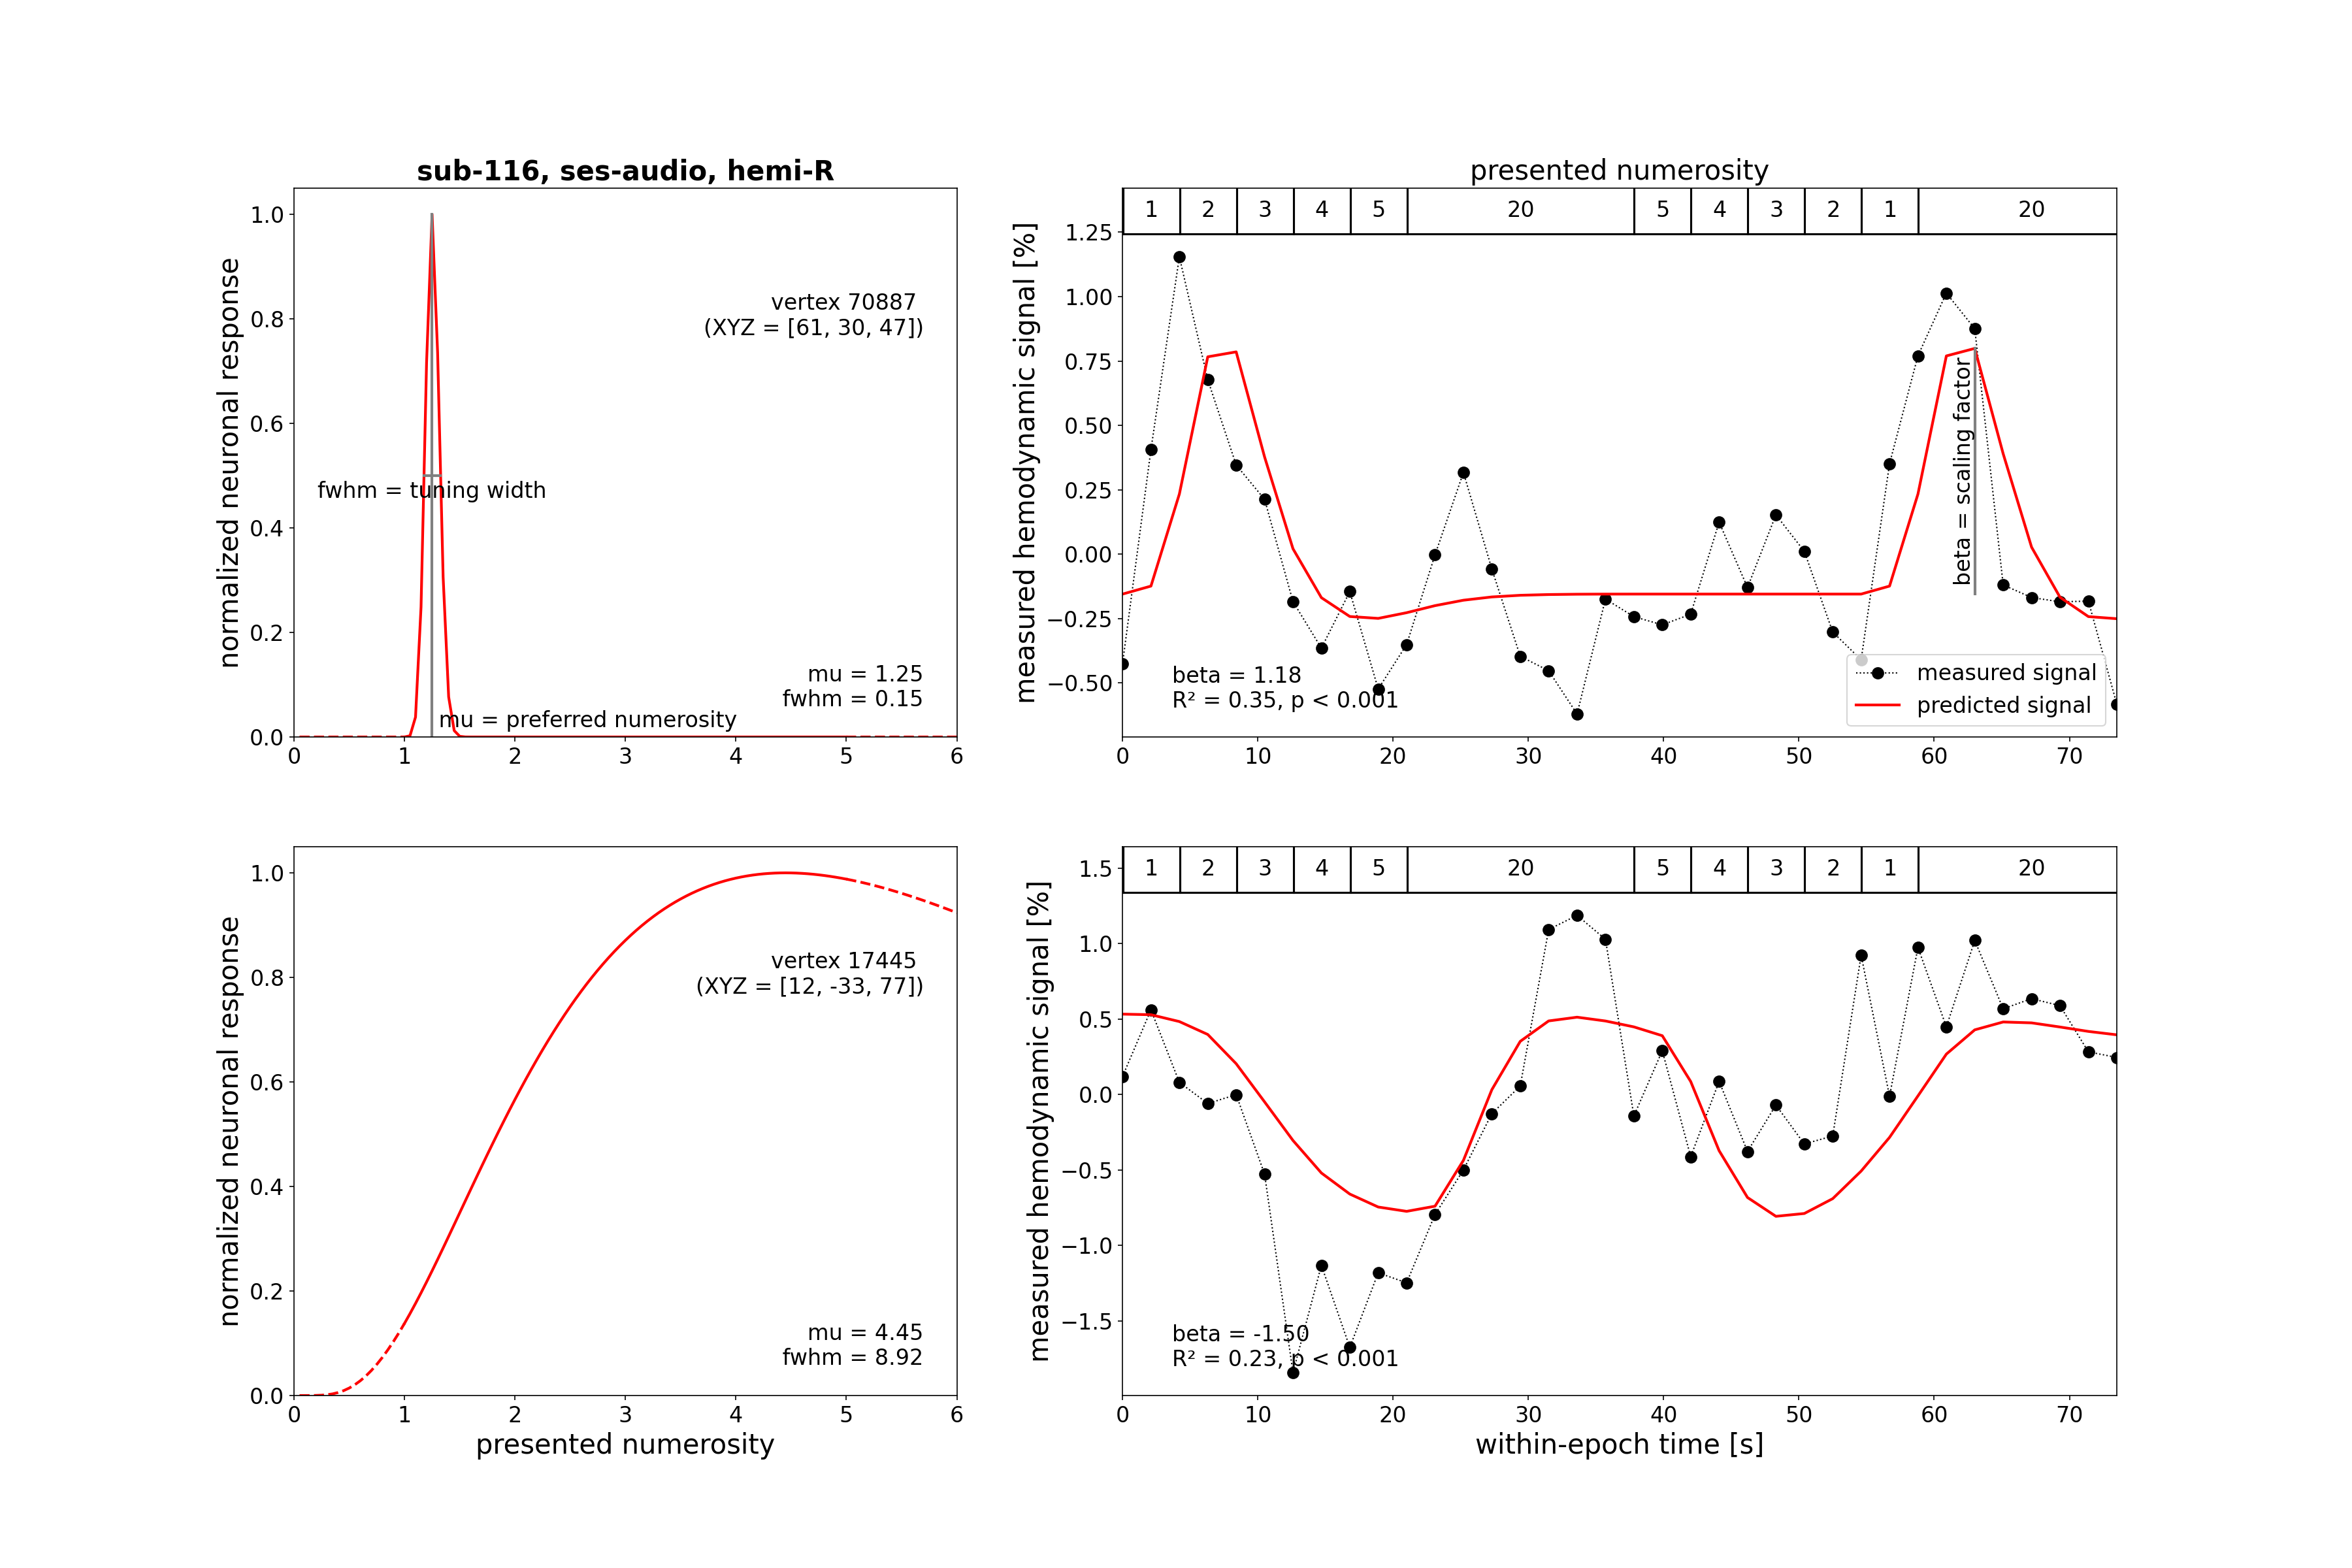 sub-116, ses-audio, hemi-R
normalized neuronal response
1.0
0.8
0.6
0.4
0.2
0.0
vertex 70887
(XYZ = [61, 30, 47])
fwhm = tuning width
mu = 1.25
fwhm = 0.15
mu = preferred numerosity
0 1 2 3 4 5 6
presented numerosity
1 2 3 4 5 20 5 4 3 2 1 20
measured hemodynamic signal [%]
1.25
1.00
0.75
0.50
0.25
0.00
−0.25
−0.50
beta = scaling factor
beta = 1.18
R² = 0.35, p < 0.001
measured signal
predicted signal
0 10 20 30 40 50 60 70
normalized neuronal response
1.0
0.8
0.6
0.4
0.2
0.0
vertex 17445
(XYZ = [12, -33, 77])
mu = 4.45
fwhm = 8.92
0 1 2 3 4 5 6
presented numerosity
1 2 3 4 5 20 5 4 3 2 1 20
measured hemodynamic signal [%]
1.5
1.0
0.5
0.0
−0.5
−1.0
−1.5
beta = -1.50
R² = 0.23, p < 0.001
0 10 20 30 40 50 60 70
within-epoch time [s]